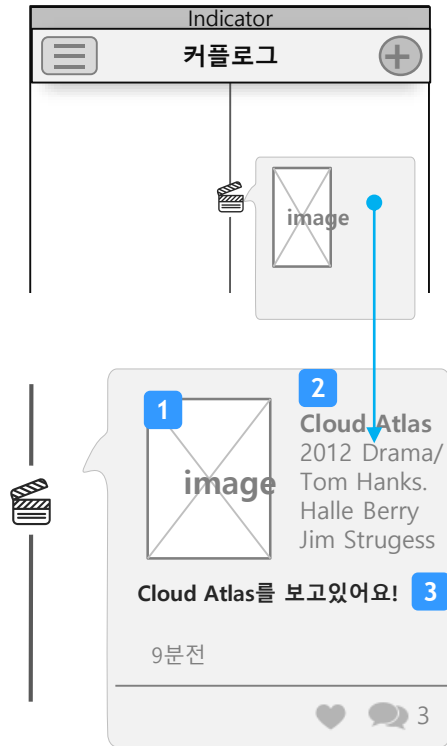 Indicator
커플로그
image
1
2
image
Cloud Atlas
2012 Drama/
Tom Hanks.
Halle Berry
Jim Strugess
Cloud Atlas를 보고있어요!
3
9분전
3